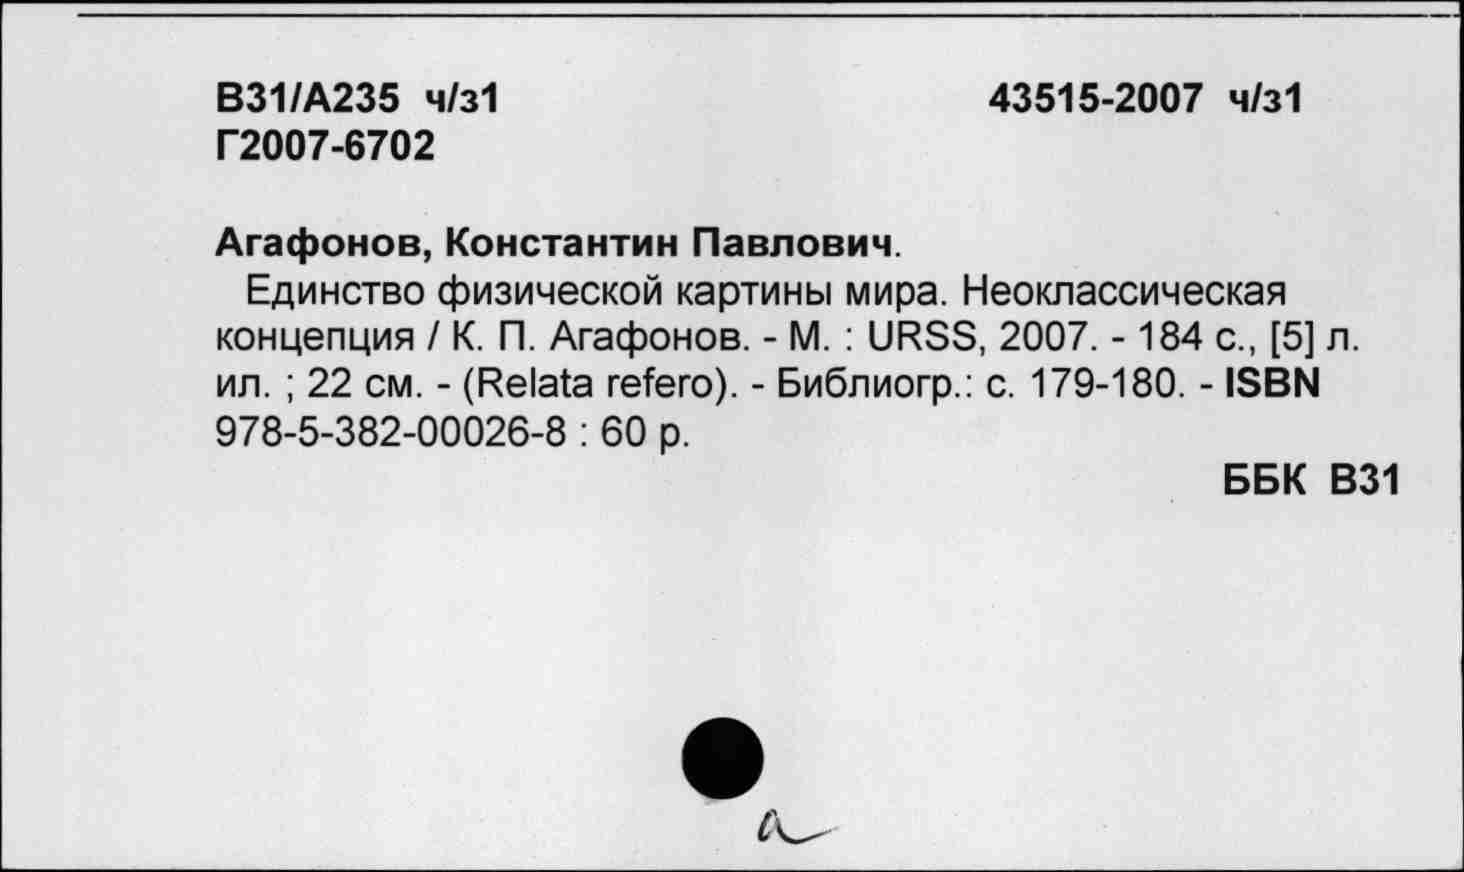 В31/А235 ч/з1 43515-2007 ч/з1
Г2007-6702
Агафонов, Константин Павлович.
Единство физической картины мира. Неоклассическая
концепция / К. П. Агафонов. - М. : URSS, 2007. - 184 с., [5] л.
ил. ; 22 см. - (Relata refero). - Библиогр.: с. 179-180. - ISBN
978-5-382-00026-8 : 60 р.
ББК В31
а